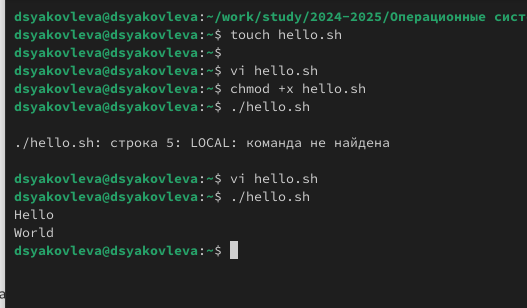 dsyakovleva@dsyakovleva:~/work/study/2024-2025/Операционные сист
dsyakovleva@dsyakovleva:~$ touch hello.sh
dsyakovleva@dsyakovleva:~$
dsyakovleva@dsyakovleva:~$ vi hello.sh
dsyakovleva@dsyakovleva:~$ chmod +x hello.sh
dsyakovleva@dsyakovleva:~$ ./hello.sh
./hello.sh: строка 5: LOCAL: команда не найдена
dsyakovleva@dsyakovleva:~$ vi hello.sh
dsyakovleva@dsyakovleva:~$ ./hello.sh
Hello
World
dsyakovleva@dsyakovleva:~$